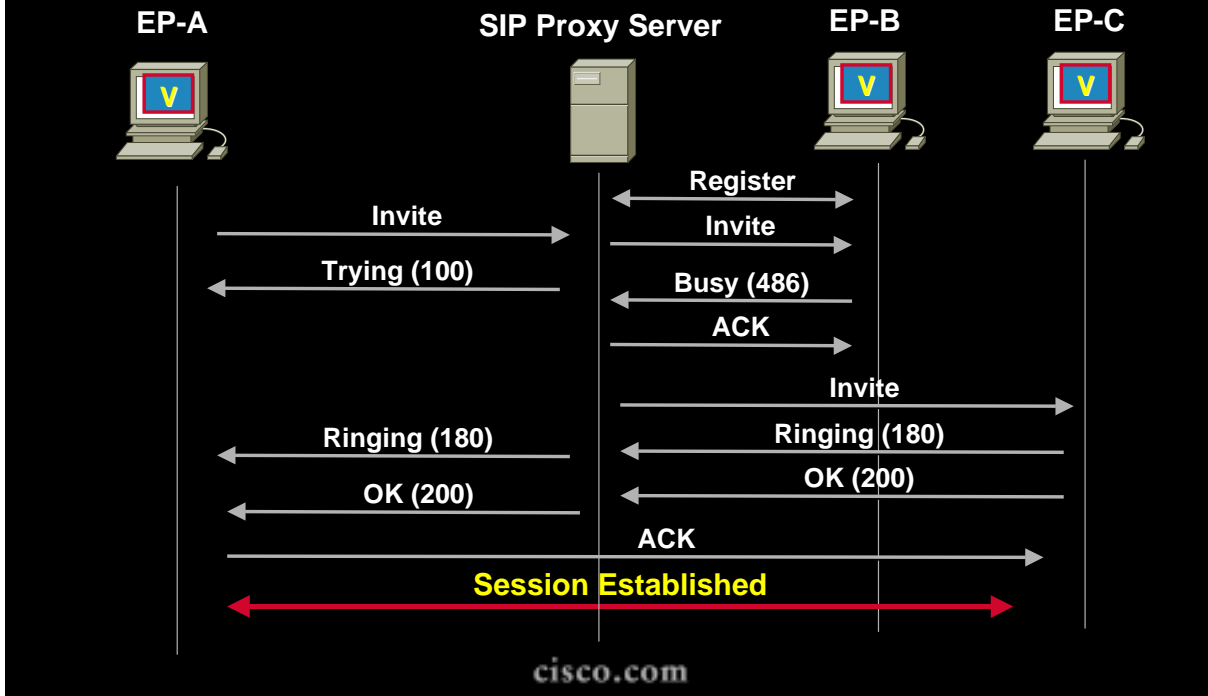 EP-A
SIP Proxy Server
EP-B
EP-C
V
V
V
Register
Invite
Invite
Trying (100)
Busy (486)
ACK
Invite
Ringing (180)
Ringing (180)
OK (200)
OK (200)
ACK
Session Established
cisco.com